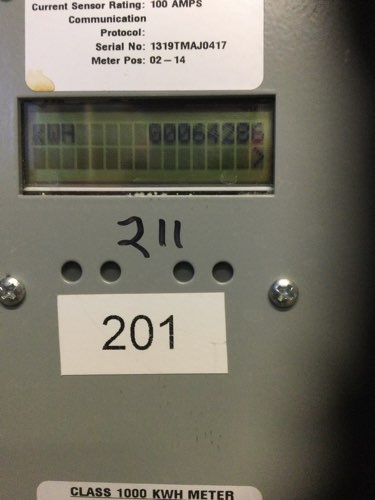 Current Sensor Rating: 100 AMPS
Communication
Protocol:
Serial No: 1319TMAJ0417
Meter Pos: 02-14
KWH 00064286
>
211
201
CLASS 1000 KWH METER